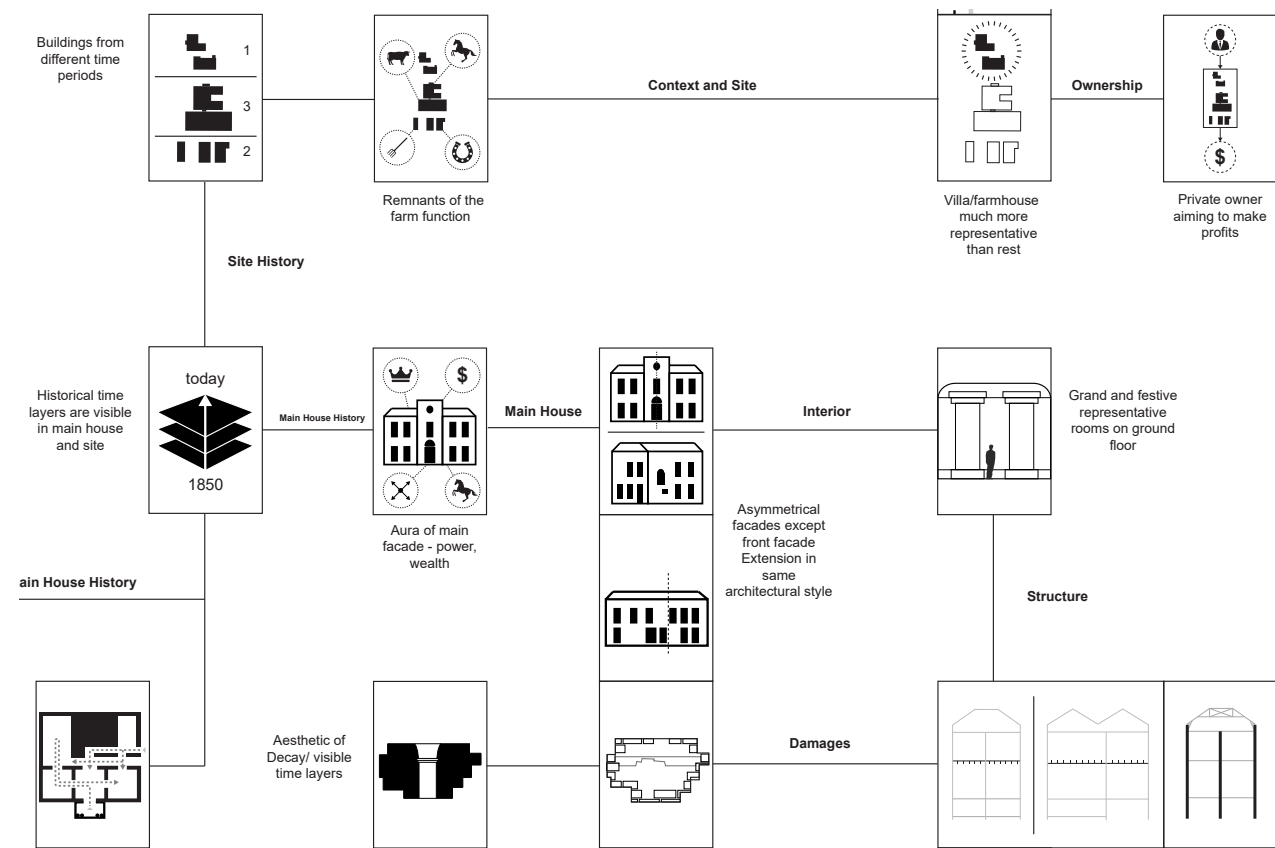 Buildings from
different time
periods
1
3
2
Remnants of the
farm function
Context and Site
Villa/farmhouse
much more
representative
than rest
Ownership
$
Private owner
aiming to make
profits
Site History
Historical time
layers are visible
in main house
and site
today
1850
Main House History
$
Aura of main
facade - power,
wealth
Main House
Asymmetrical
facades except
front facade
Extension in
same
architectural style
Interior
Grand and festive
representative
rooms on ground
floor
Structure
ain House History
Aesthetic of
Decay/ visible
time layers
Damages